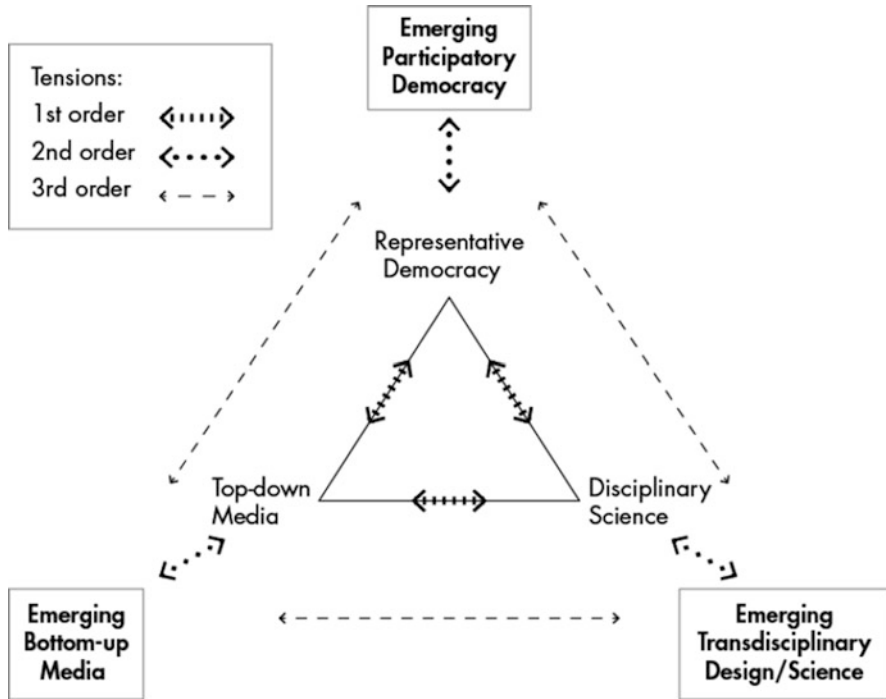 Emerging
Participatory
Democracy
Tensions:
1st order
2nd order
3rd order
Representative
Democracy
Top-down
Media
Disciplinary
Science
Emerging
Bottom-up
Media
Emerging
Transdisciplinary
Design/Science